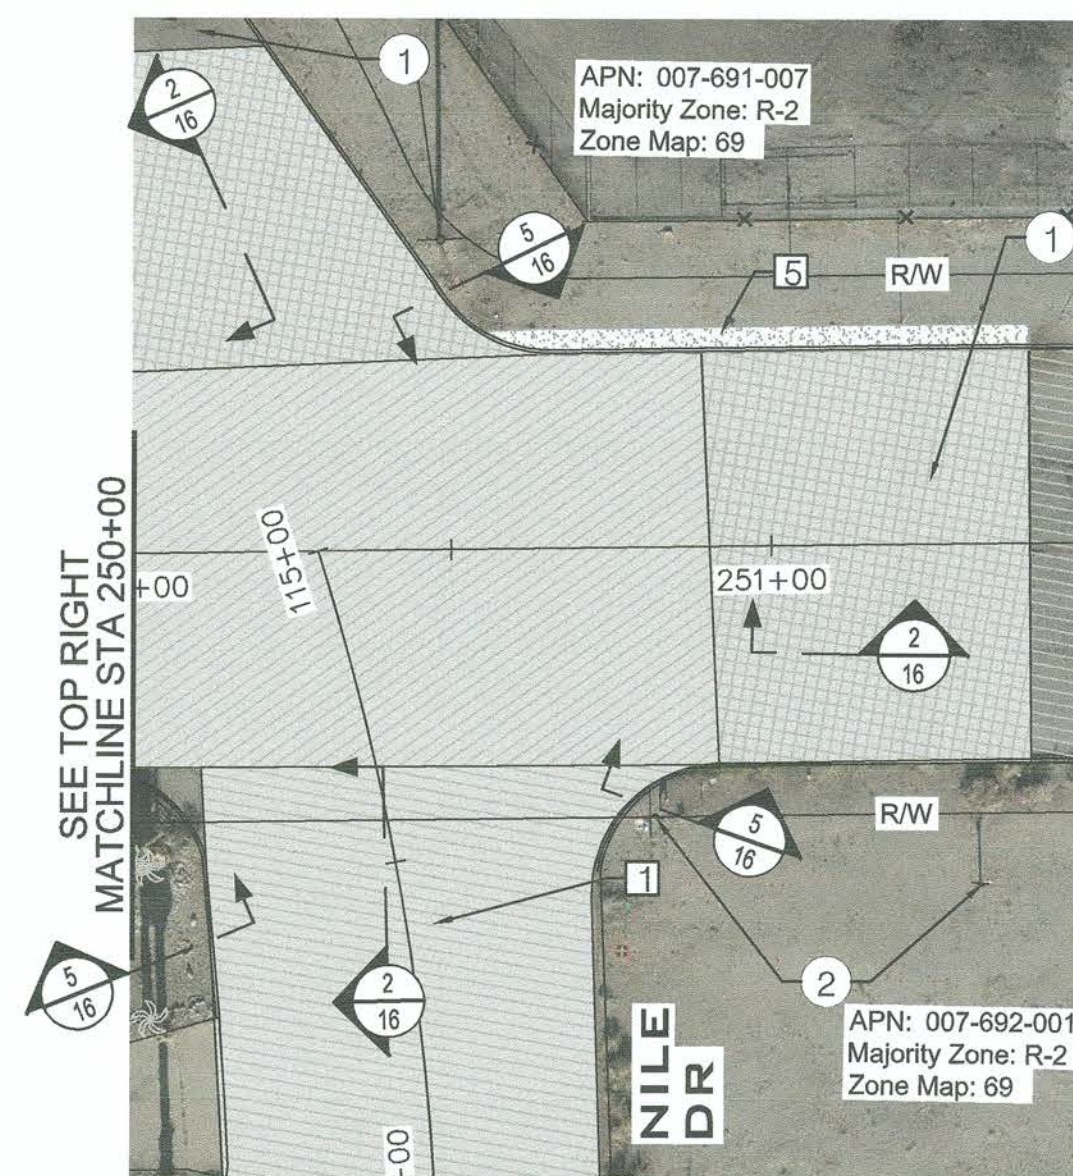 1
APN: 007-691-007
Majority Zone: R-2
Zone Map: 69
2
16
5
16
1
5
R/W
SEE TOP RIGHT
MATCHLINE STA 250+00
+00
115+00
251+00
2
16
R/W
5
16
1
5
16
2
16
2
NILE
DR
APN: 007-692-001
Majority Zone: R-2
Zone Map: 69
+00